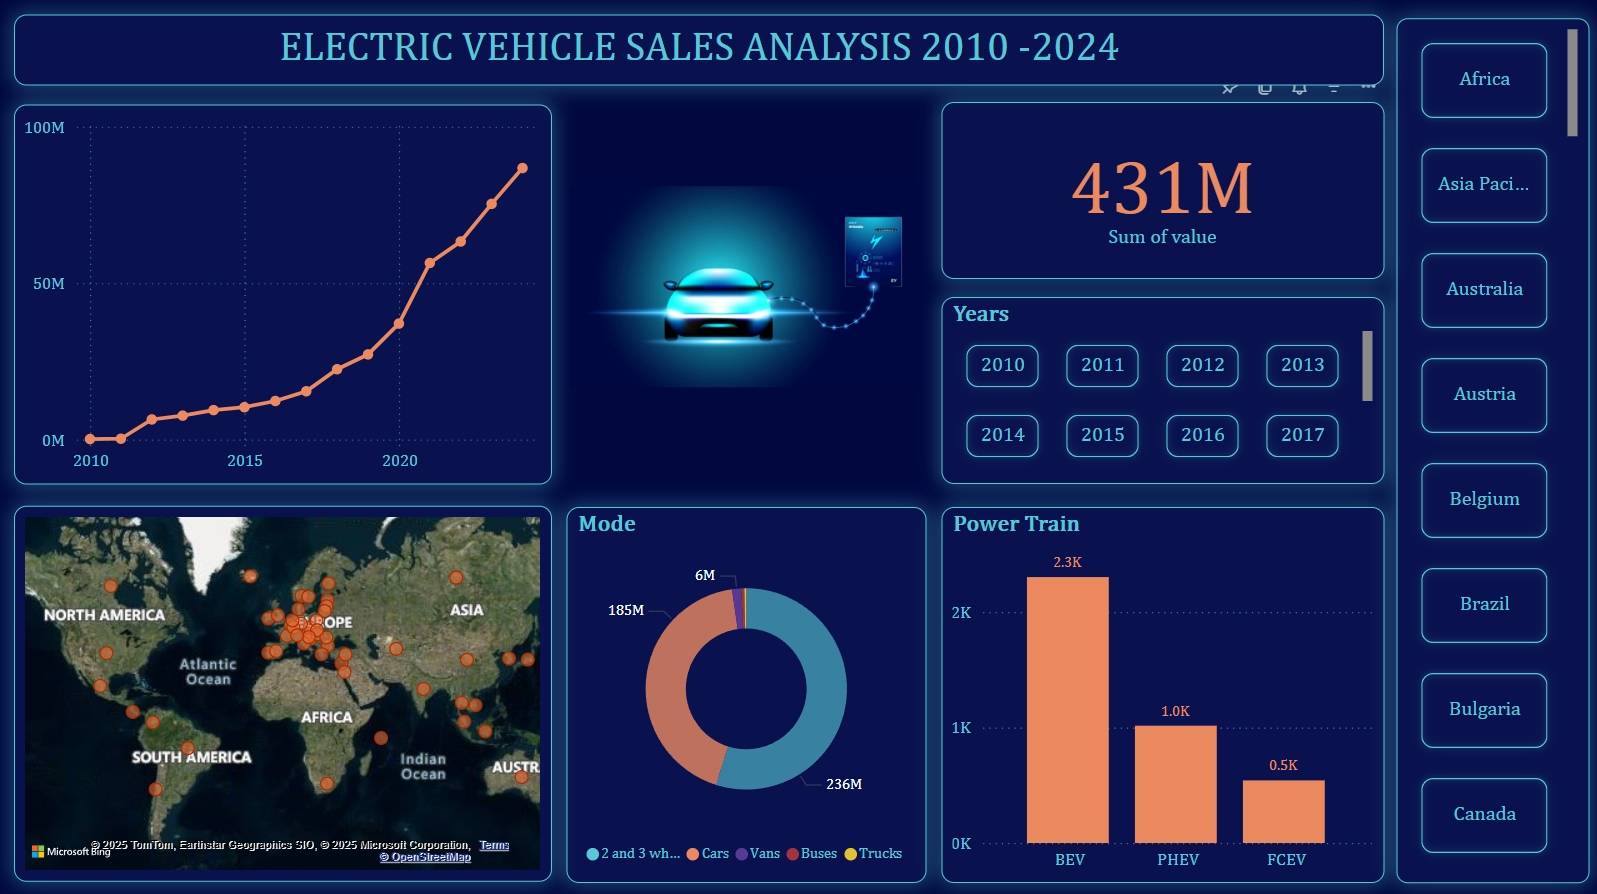 ELECTRIC VEHICLE SALES ANALYSIS 2010 -2024
100M
50M
0M
2010
2015
2020
431M
Sum of value
Years
2010
2011
2012
2013
2014
2015
2016
2017
Africa
Asia Paci...
Australia
Austria
Belgium
Brazil
Bulgaria
Canada
NORTH AMERICA
OPE
ASIA
Atlantic
Ocean
AFRICA
SOUTH AMERICA
Indian
Ocean
AUSTR
Microsoft Bing
© 2025 TomTom, Earthstar Geographics SIO, © 2025 Microsoft Corporation, Terms
© OpenStreetMap
Mode
6M
185M
236M
2 and 3 wh...
Cars
Vans
Buses
Trucks
Power Train
2.3K
1.0K
0.5K
2K
1K
0K
BEV
PHEV
FCEV